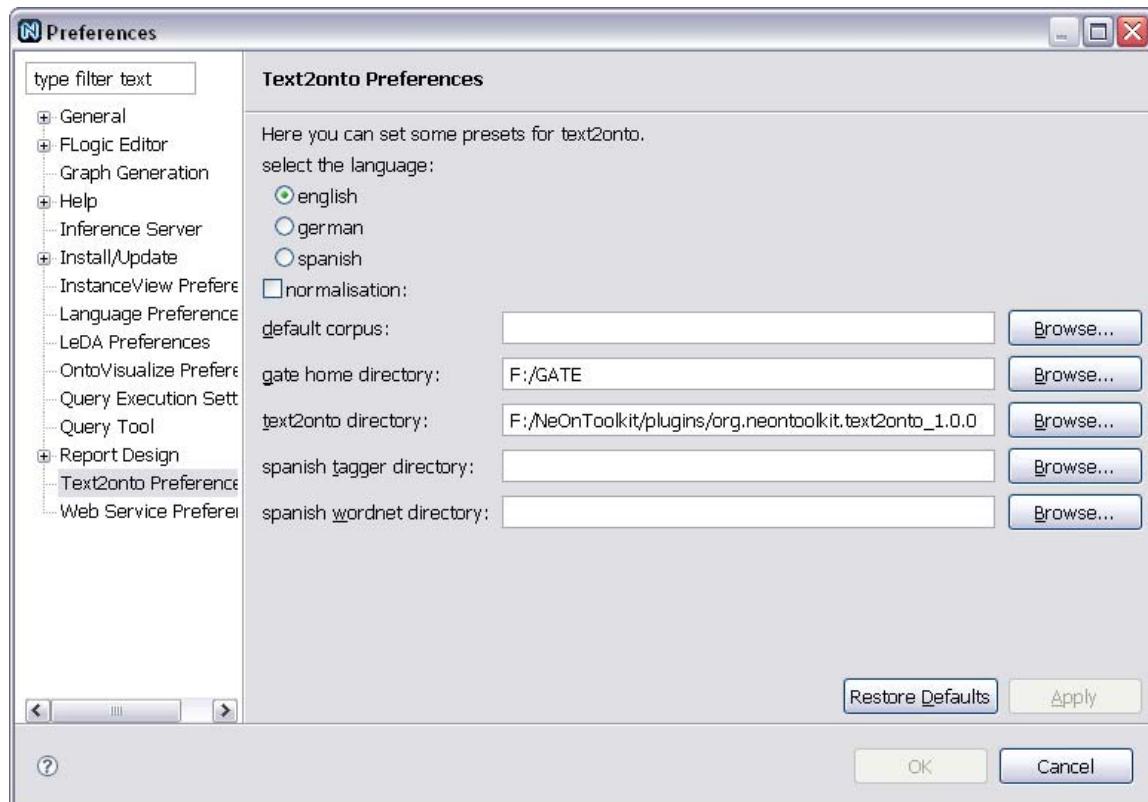 Preferences
type filter text
General
FLogic Editor
Graph Generation
Help
Inference Server
Install/Update
InstanceView Prefere
Language Preference
LeDA Preferences
OntoVisualize Prefere
Query Execution Sett
Query Tool
Report Design
Text2onto Preference
Web Service Preferen
Text2onto Preferences
Here you can set some presets for text2onto.
select the language:
english
german
spanish
normalisation:
default corpus: Browse...
gate home directory: F:/GATE Browse...
text2onto directory: F:/NeOnToolkit/plugins/org.neontoolkit.text2onto_1.0.0 Browse...
spanish tagger directory: Browse...
spanish wordnet directory: Browse...
Restore Defaults Apply
? OK Cancel